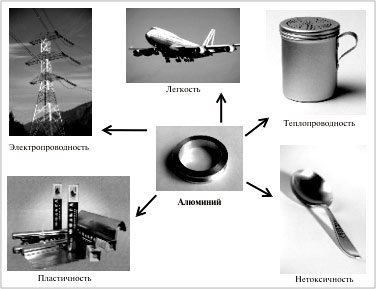 Легкость
Теплопроводность
Электропроводность
Алюминий
Пластичность
Нетоксичность